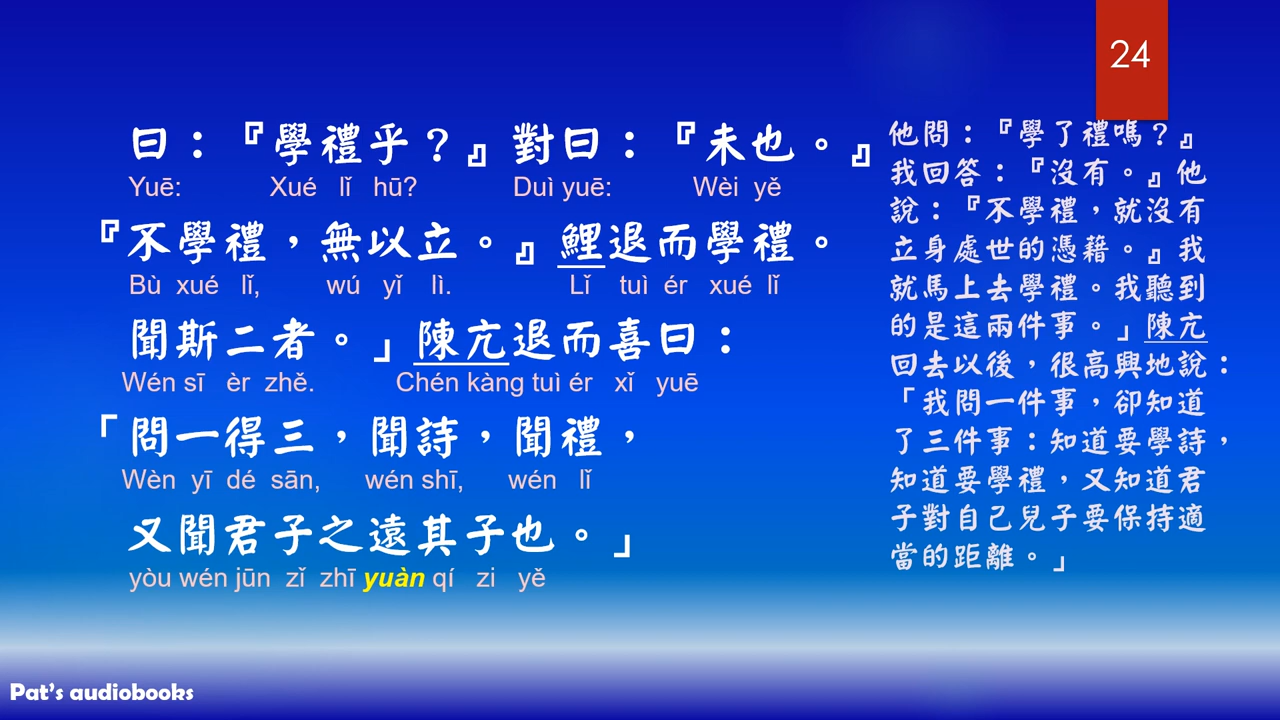 24
曰：『學禮乎？』對曰：『未也。』
Yuē: Xué lǐ hū? Duì yuē: Wèi yě
『不學禮，無以立。』鯉退而學禮。
Bù xué lǐ, wú yǐ lì. Lǐ tuì ér xué lǐ
聞斯二者。」陳亢退而喜曰：
Wén sī èr zhě. Chén kàng tuì ér xǐ yuē
「問一得三，聞詩，聞禮，
Wèn yī dé sān, wén shī, wén lǐ
又聞君子之遠其子也。」
yòu wén jūn zǐ zhī yuàn qí zi yě
他問：『學了禮嗎？』
我回答：『沒有。』他
說：『不學禮，就沒有
立身處世的憑藉。』我
就馬上去學禮。我聽到
的是這兩件事。」陳亢
回去以後，很高興地說：
「我問一件事，卻知道
了三件事：知道要學詩，
知道要學禮，又知道君
子對自己兒子要保持適
當的距離。」
Pat's audiobooks